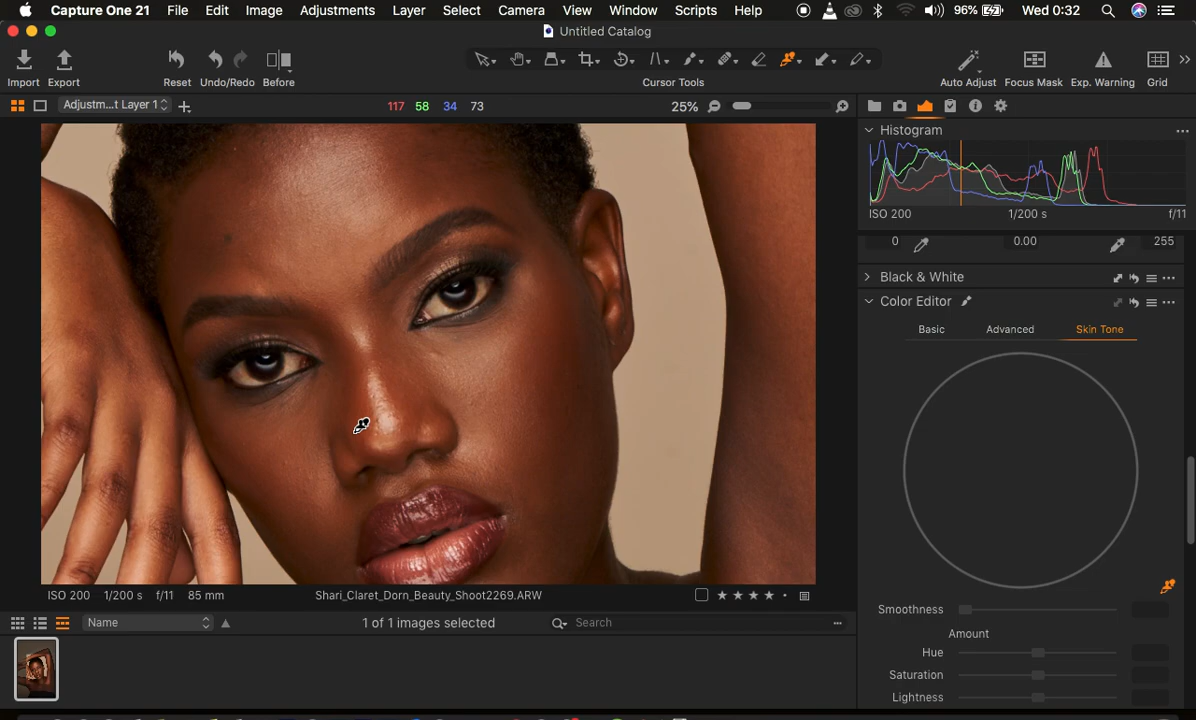 Capture One 21 File Edit Image Adjustments Layer Select Camera View Window Scripts Help 96% Wed 0:32
Untitled Catalog
Import Export Reset Undo/Redo Before Cursor Tools Auto Adjust Focus Mask Exp. Warning Grid
Adjustm...t Layer 1 117 58 34 73 25%
Histogram
ISO 200 1/200 s f/11
0 0.00 255
Black & White
Color Editor
Basic Advanced Skin Tone
Smoothness
Amount
Hue
Saturation
Lightness
ISO 200 1/200 s f/11 85 mm Shari_Claret_Dorn_Beauty_Shoot2269.ARW
Name 1 of 1 images selected Search